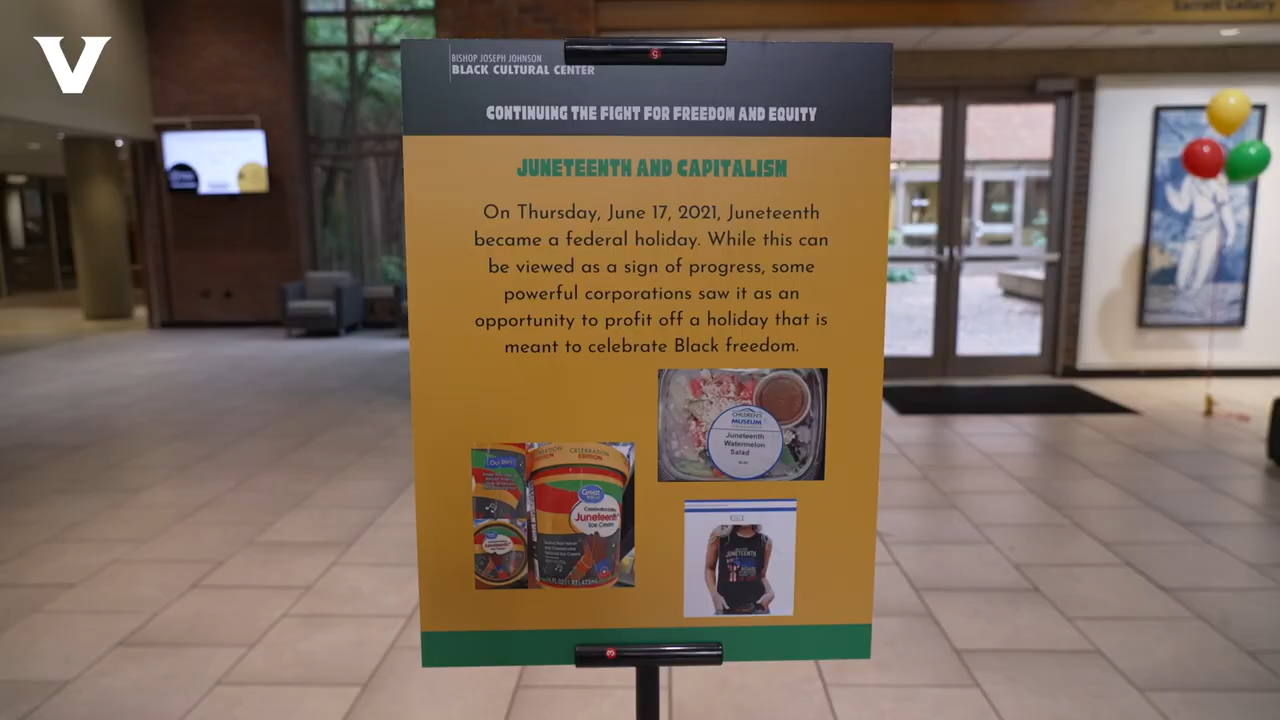 V
Sarratt Gallery
BISHOP JOSEPH JOHNSON
BLACK CULTURAL CENTER
CONTINUING THE FIGHT FOR FREEDOM AND EQUITY
JUNETEENTH AND CAPITALISM
On Thursday, June 17, 2021, Juneteenth
became a federal holiday. While this can
be viewed as a sign of progress, some
powerful corporations saw it as an
opportunity to profit off a holiday that is
meant to celebrate Black freedom.
CHILDREN'S
MUSEUM
Juneteenth
Watermelon
Salad
CELEBRATION
EDITION
Great
Juneteenth
Ice Cream
JUNETEENTH